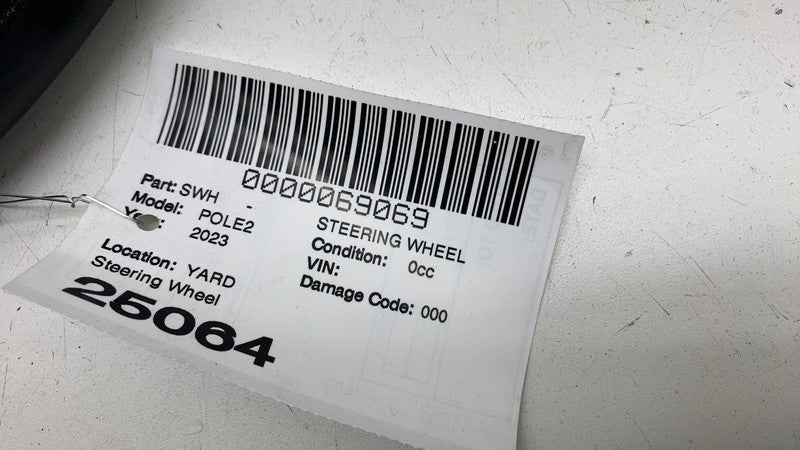 0000069069
Part: SWH - STEERING WHEEL
Model: POLE2 Condition: 0cc
2023 VIN:
Damage Code: 000
Location: YARD
Steering Wheel
25064